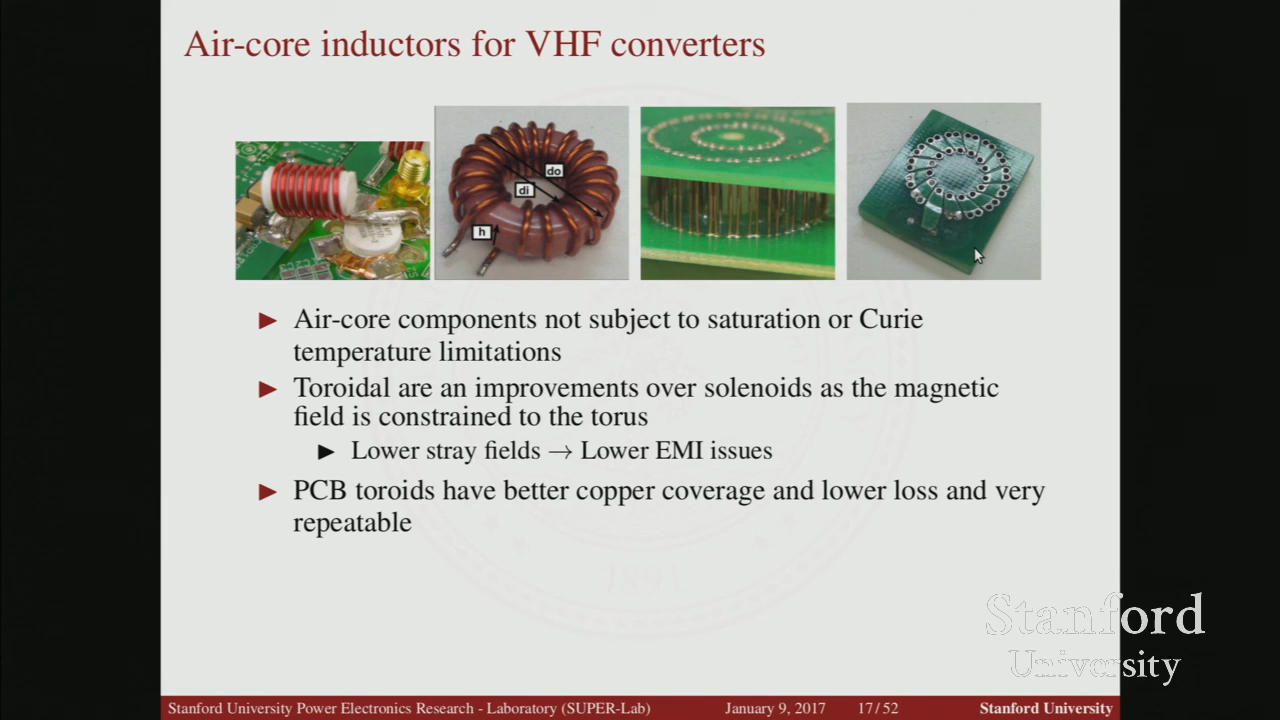 Air-core inductors for VHF converters
do
di
h
► Air-core components not subject to saturation or Curie
temperature limitations
► Toroidal are an improvements over solenoids as the magnetic
field is constrained to the torus
► Lower stray fields → Lower EMI issues
► PCB toroids have better copper coverage and lower loss and very
repeatable
1891
Stanford
University
Stanford University Power Electronics Research - Laboratory (SUPER-Lab) January 9, 2017 17/52 Stanford University